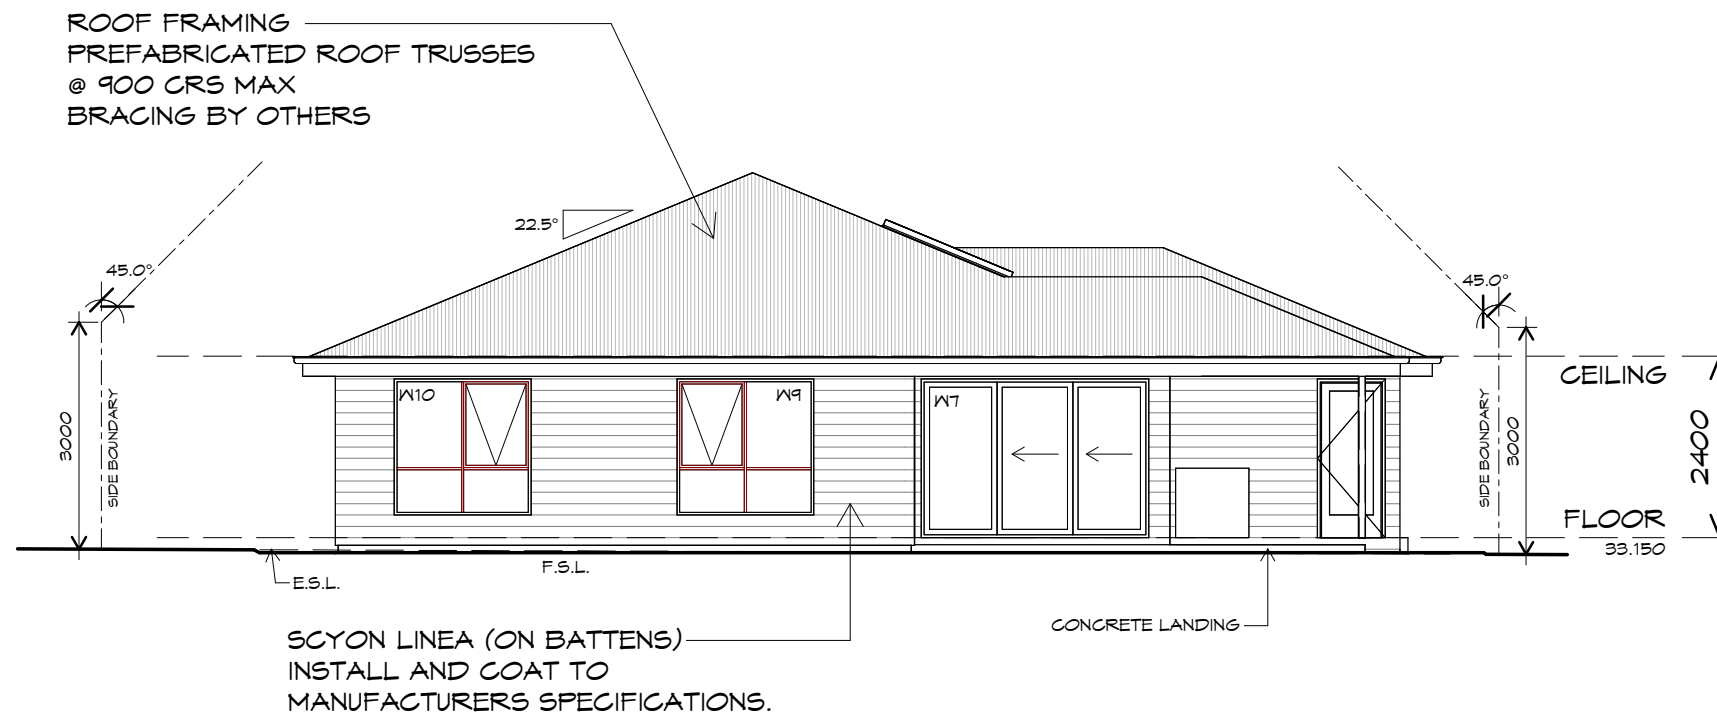 ROOF FRAMING
PREFABRICATED ROOF TRUSSES
@ 900 CRS MAX
BRACING BY OTHERS
22.5°
45.0°
45.0°
3000
SIDE BOUNDARY
W10
W9
W7
SIDE BOUNDARY
3000
CEILING
2400
FLOOR
33.150
E.S.L.
F.S.L.
CONCRETE LANDING
SCYON LINEA (ON BATTENS)
INSTALL AND COAT TO
MANUFACTURERS SPECIFICATIONS.